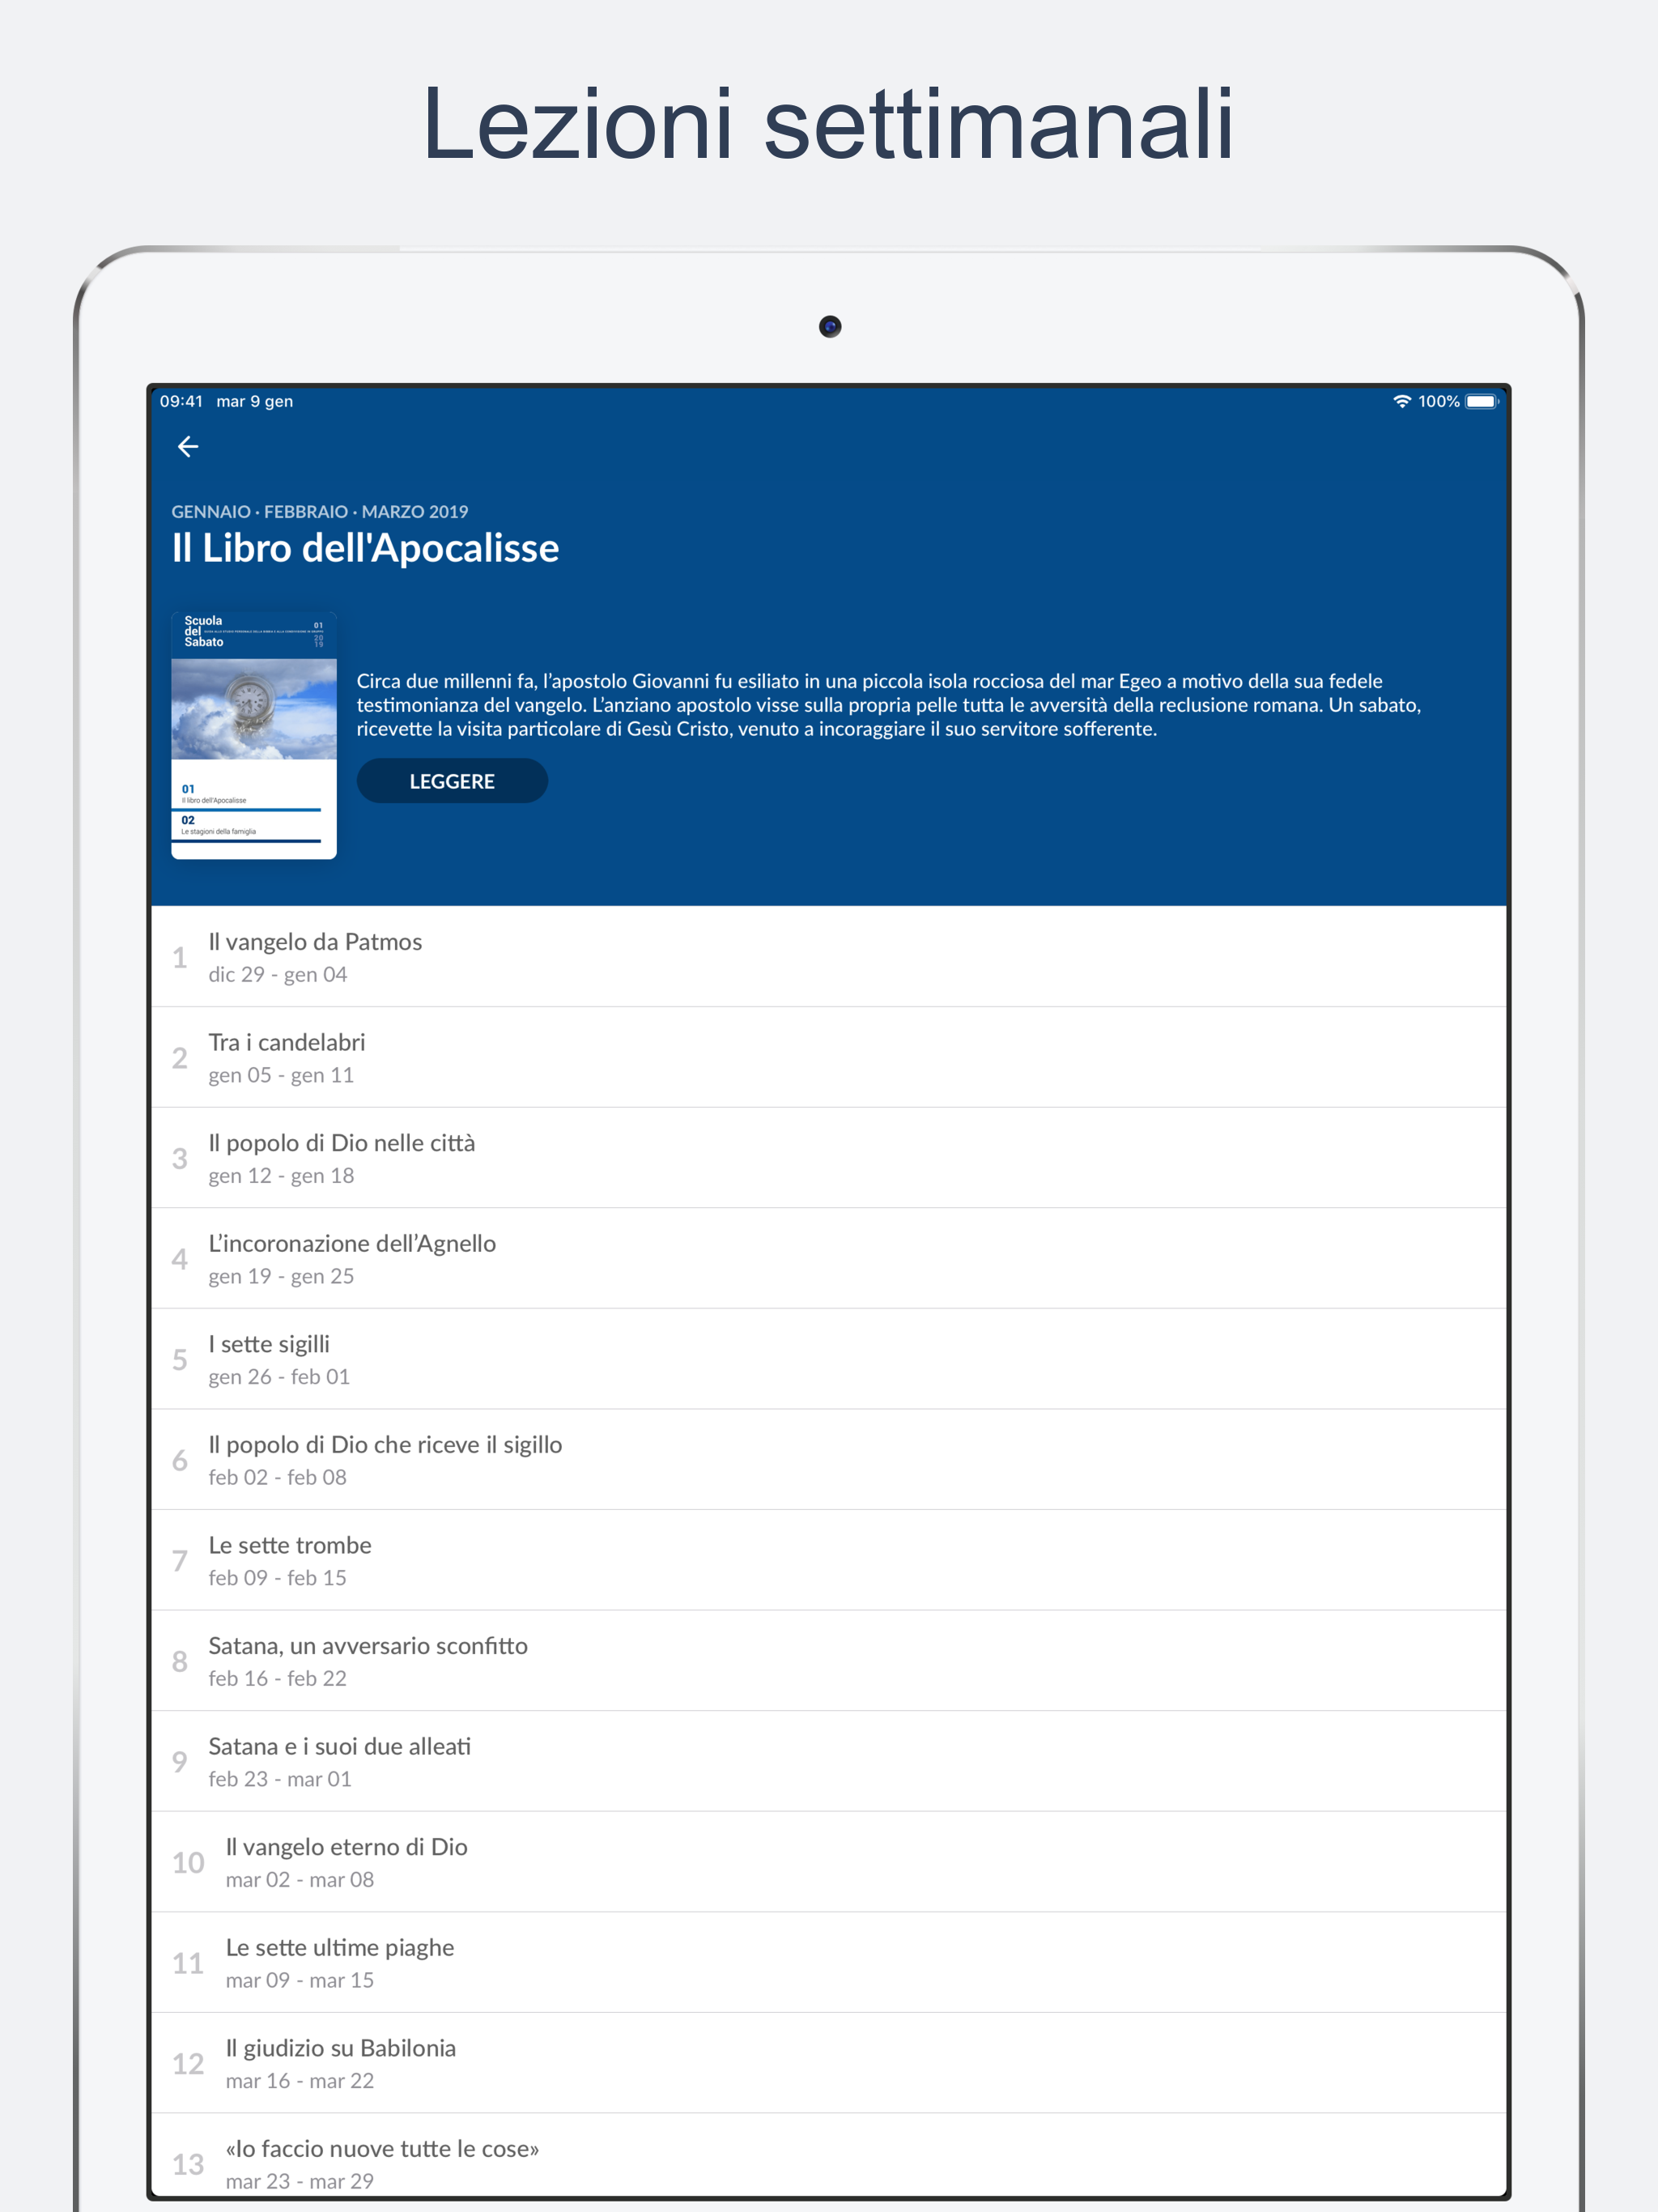 Lezioni settimanali
09:41 mar 9 gen
100%
GENNAIO · FEBBRAIO · MARZO 2019
Il Libro dell'Apocalisse
Scuola
del
Sabato
01
20
19
01
Il libro dell'Apocalisse
02
Le stagioni della famiglia
Circa due millenni fa, l’apostolo Giovanni fu esiliato in una piccola isola rocciosa del mar Egeo a motivo della sua fedele
testimonianza del vangelo. L’anziano apostolo visse sulla propria pelle tutta le avversità della reclusione romana. Un sabato,
ricevette la visita particolare di Gesù Cristo, venuto a incoraggiare il suo servitore sofferente.
LEGGERE
1
Il vangelo da Patmos
dic 29 - gen 04
2
Tra i candelabri
gen 05 - gen 11
3
Il popolo di Dio nelle città
gen 12 - gen 18
4
L’incoronazione dell’Agnello
gen 19 - gen 25
5
I sette sigilli
gen 26 - feb 01
6
Il popolo di Dio che riceve il sigillo
feb 02 - feb 08
7
Le sette trombe
feb 09 - feb 15
8
Satana, un avversario sconfitto
feb 16 - feb 22
9
Satana e i suoi due alleati
feb 23 - mar 01
10
Il vangelo eterno di Dio
mar 02 - mar 08
11
Le sette ultime piaghe
mar 09 - mar 15
12
Il giudizio su Babilonia
mar 16 - mar 22
13
«Io faccio nuove tutte le cose»
mar 23 - mar 29